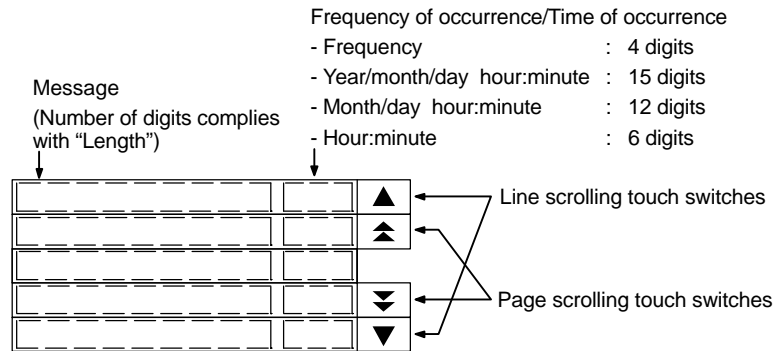 Frequency of occurrence/Time of occurrence
- Frequency : 4 digits
- Year/month/day hour:minute : 15 digits
- Month/day hour:minute : 12 digits
- Hour:minute : 6 digits
Message
(Number of digits complies
with “Length”)
Line scrolling touch switches
Page scrolling touch switches